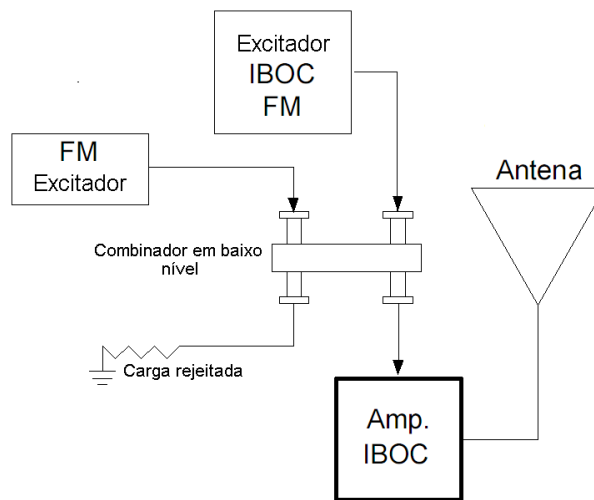 Excitador
IBOC
FM
FM
Excitador
Antena
Combinador em baixo
nível
Carga rejeitada
Amp.
IBOC